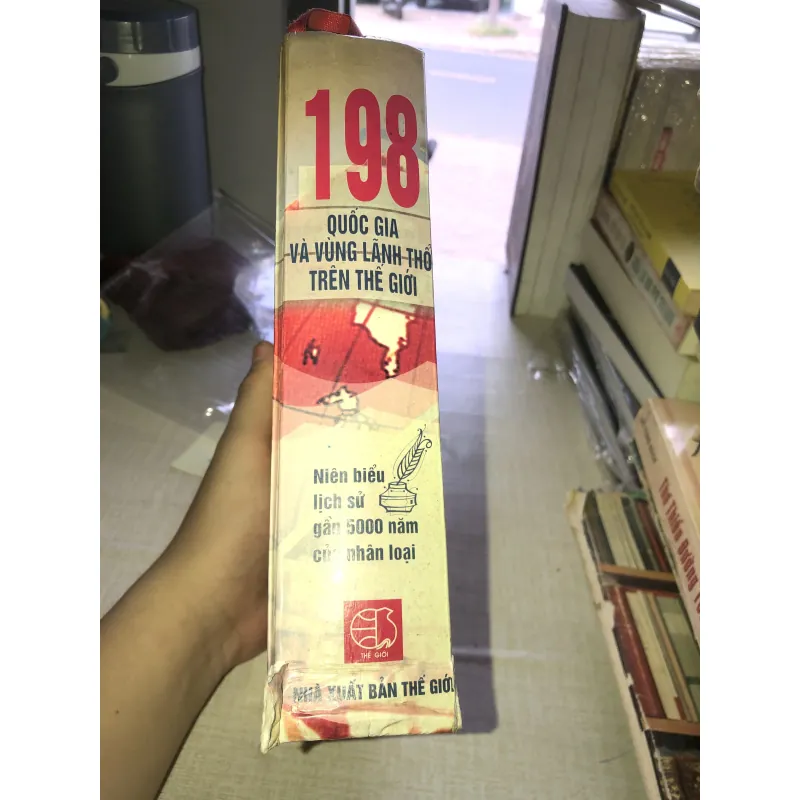 198
QUỐC GIA
VÀ VÙNG LÃNH THỔ
TRÊN THẾ GIỚI
Niên biểu
lịch sử
gần 5000 năm
của nhân loại
THẾ GIỚI
NHÀ XUẤT BẢN THẾ GIỚI